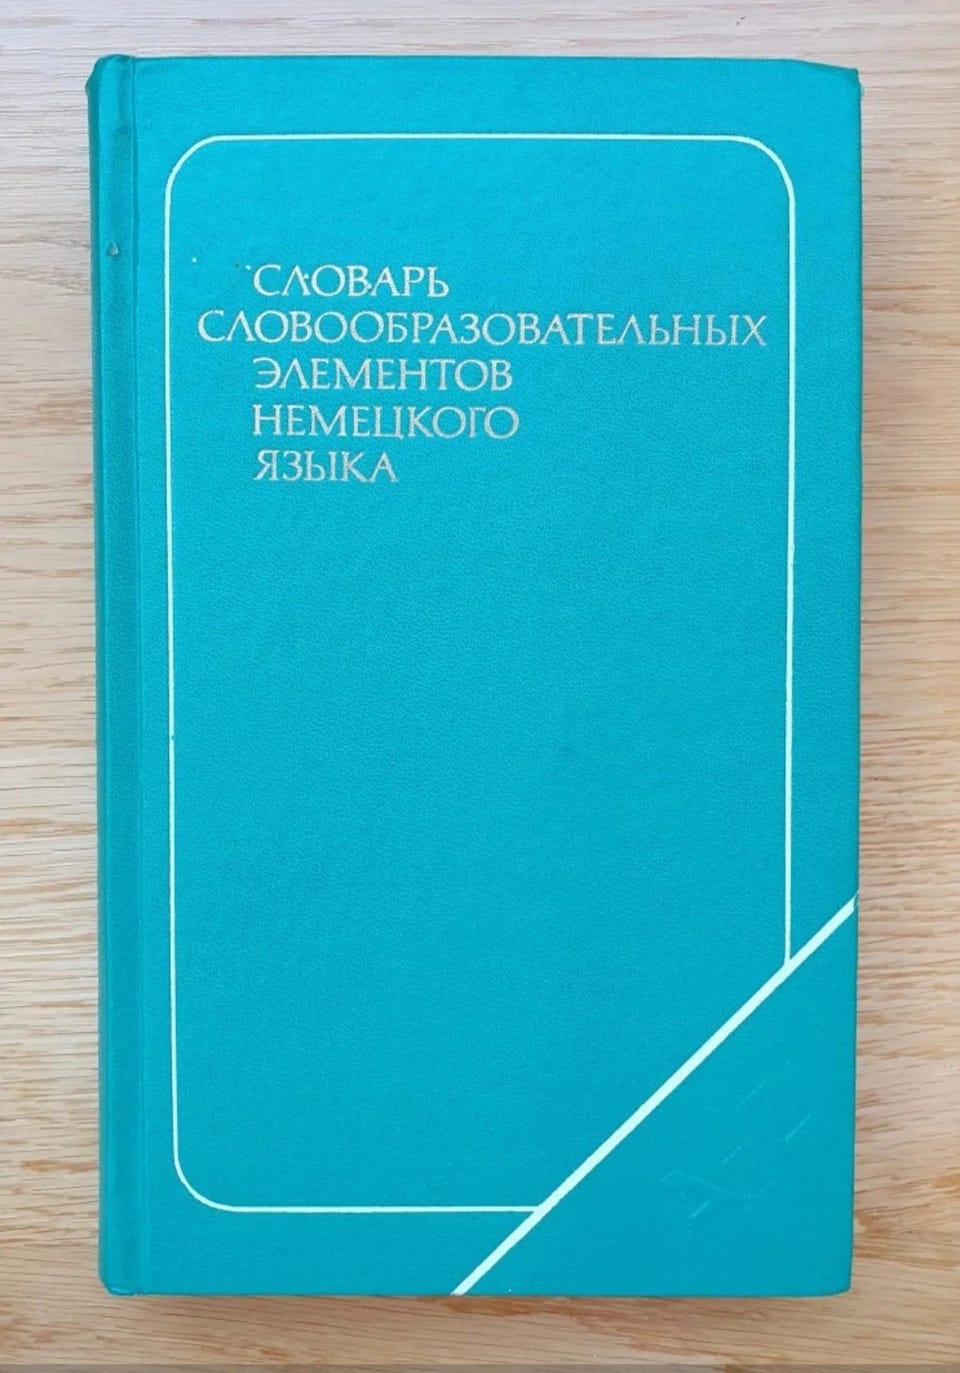 СЛОВАРЬ
СЛОВООБРАЗОВАТЕЛЬНЫХ
ЭЛЕМЕНТОВ
НЕМЕЦКОГО
ЯЗЫКА